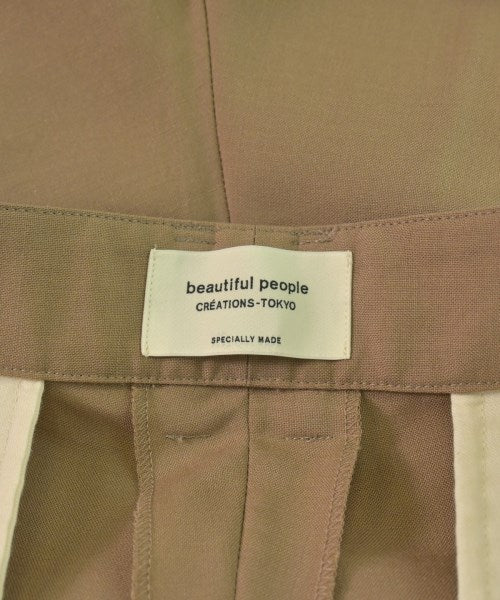 beautiful people
CRÉATIONS-TOKYO
SPECIALLY MADE